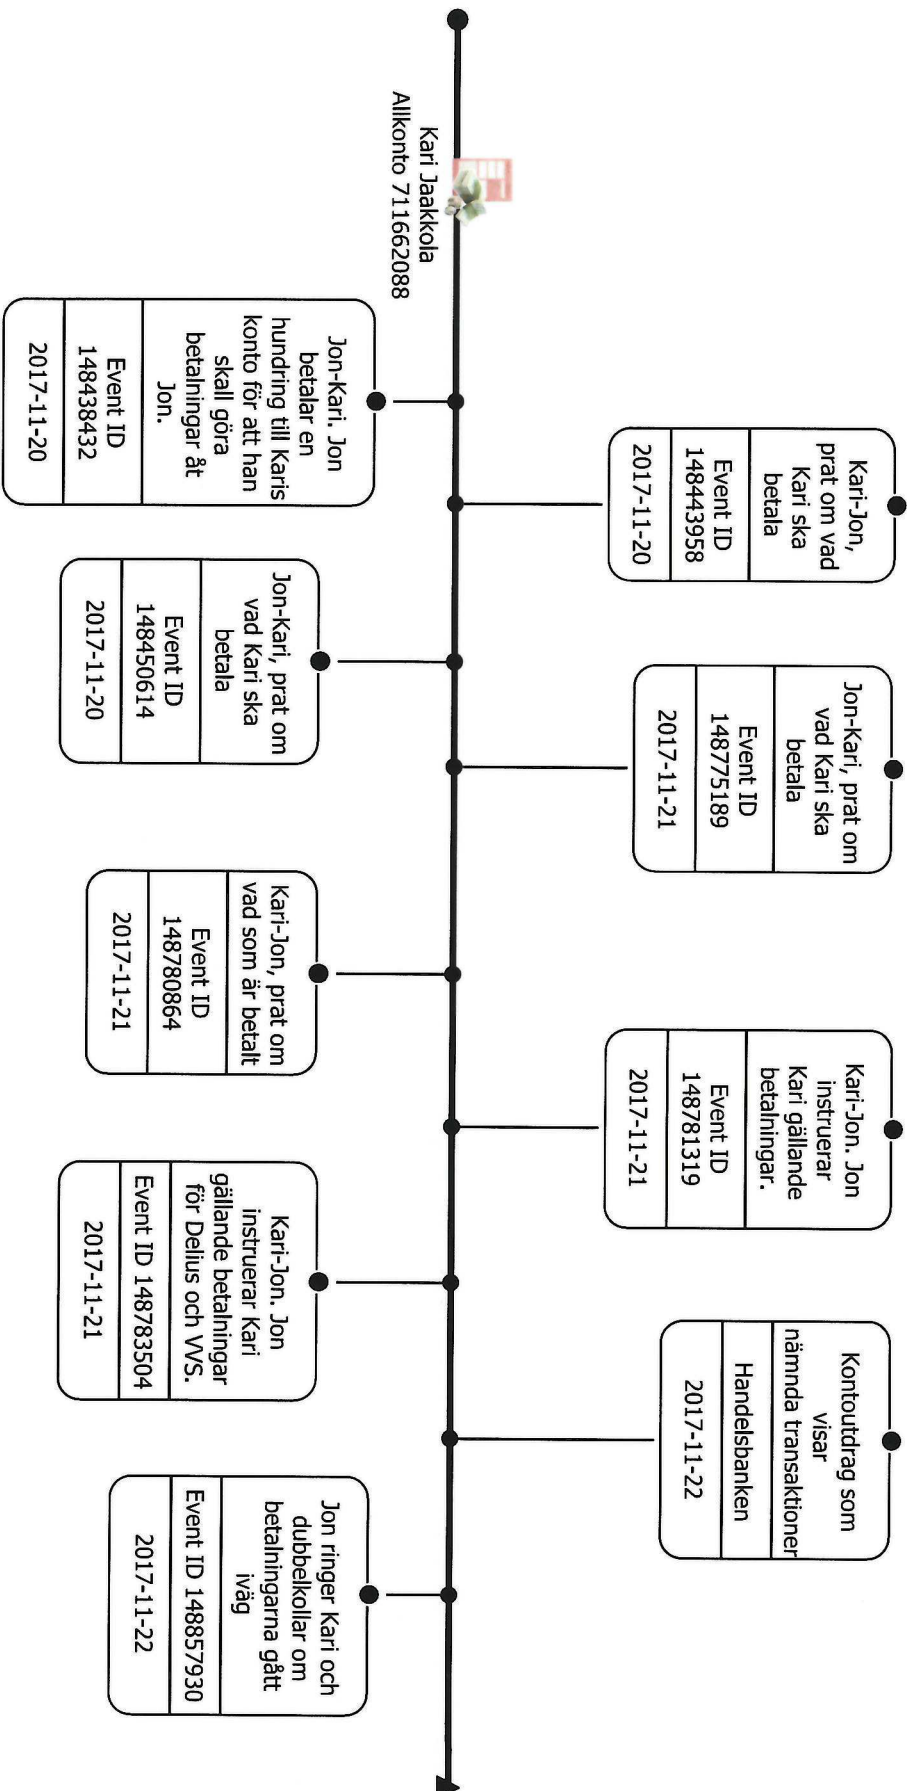 Kari Jaakkola
Allkonto 711662088
Jon-Kari. Jon
betalar en
hundring till Karis
konto för att han
skall göra
betalningar åt
Jon.
Event ID
148438432
2017-11-20
Kari-Jon,
prat om vad
Kari ska
betala
Event ID
148443958
2017-11-20
Jon-Kari, prat om
vad Kari ska
betala
Event ID
148450614
2017-11-20
Jon-Kari, prat om
vad Kari ska
betala
Event ID
148775189
2017-11-21
Kari-Jon, prat om
vad som är betalt
Event ID
148780864
2017-11-21
Kari-Jon. Jon
instruerar
Kari gällande
betalningar.
Event ID
148781319
2017-11-21
Kari-Jon. Jon
instruerar Kari
gällande betalningar
för Delius och VVS.
Event ID 148783504
2017-11-21
Kontoutdrag som
visar
nämnda transaktioner
Handelsbanken
2017-11-22
Jon ringer Kari och
dubbelkollar om
betalningarna gått
iväg
Event ID 148857930
2017-11-22